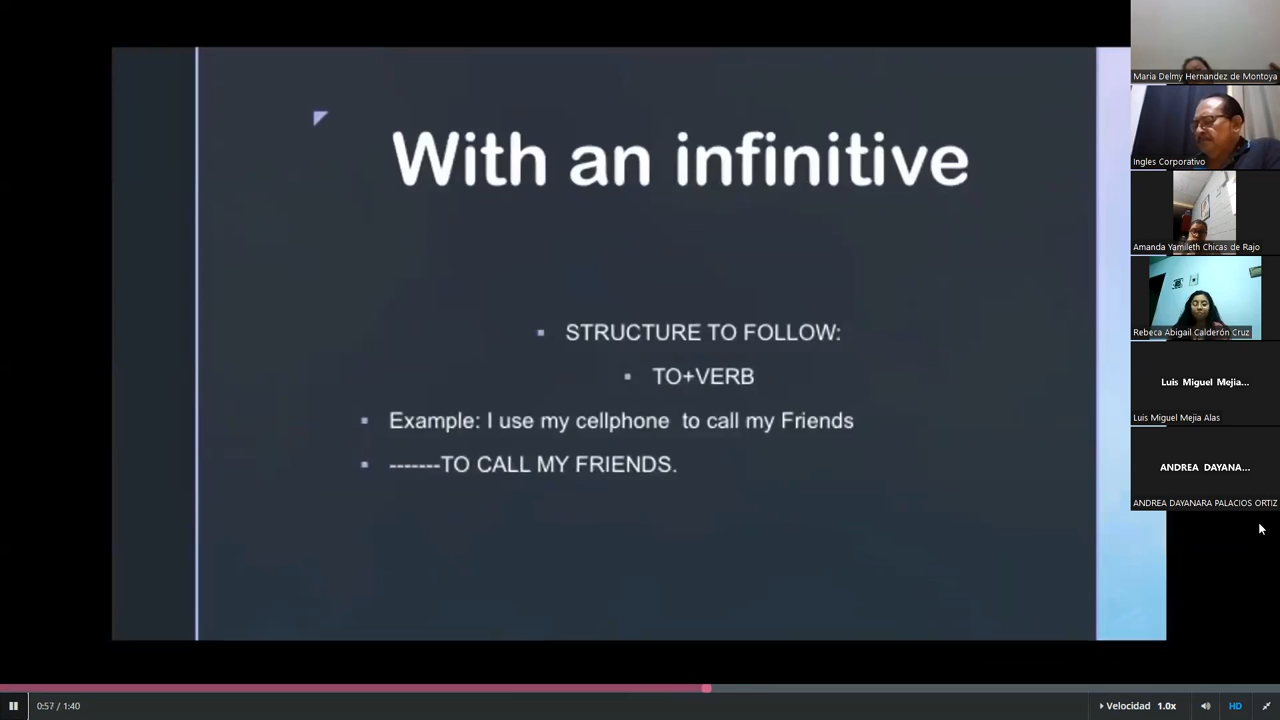 With an infinitive
▪ STRUCTURE TO FOLLOW:
▪ TO+VERB
▪ Example: I use my cellphone  to call my Friends
▪ -------TO CALL MY FRIENDS.
Maria Delmy Hernandez de Montoya
Ingles Corporativo
Amanda Yamileth Chicas de Rajo
Rebeca Abigail Calderón Cruz
Luis Miguel Mejia...
Luis Miguel Mejia Alas
ANDREA DAYANA...
ANDREA DAYANARA PALACIOS ORTIZ
0:57 / 1:40
Velocidad 1.0x
HD